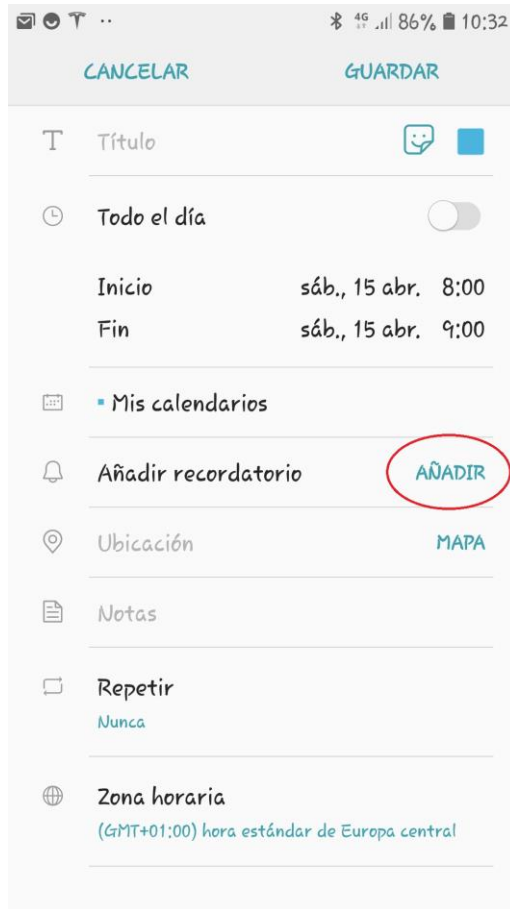 4G 86% 10:32
CANCELAR GUARDAR
Título
Todo el día
Inicio sáb., 15 abr. 8:00
Fin sáb., 15 abr. 9:00
Mis calendarios
Añadir recordatorio AÑADIR
Ubicación MAPA
Notas
Repetir
Nunca
Zona horaria
(GMT+01:00) hora estándar de Europa central